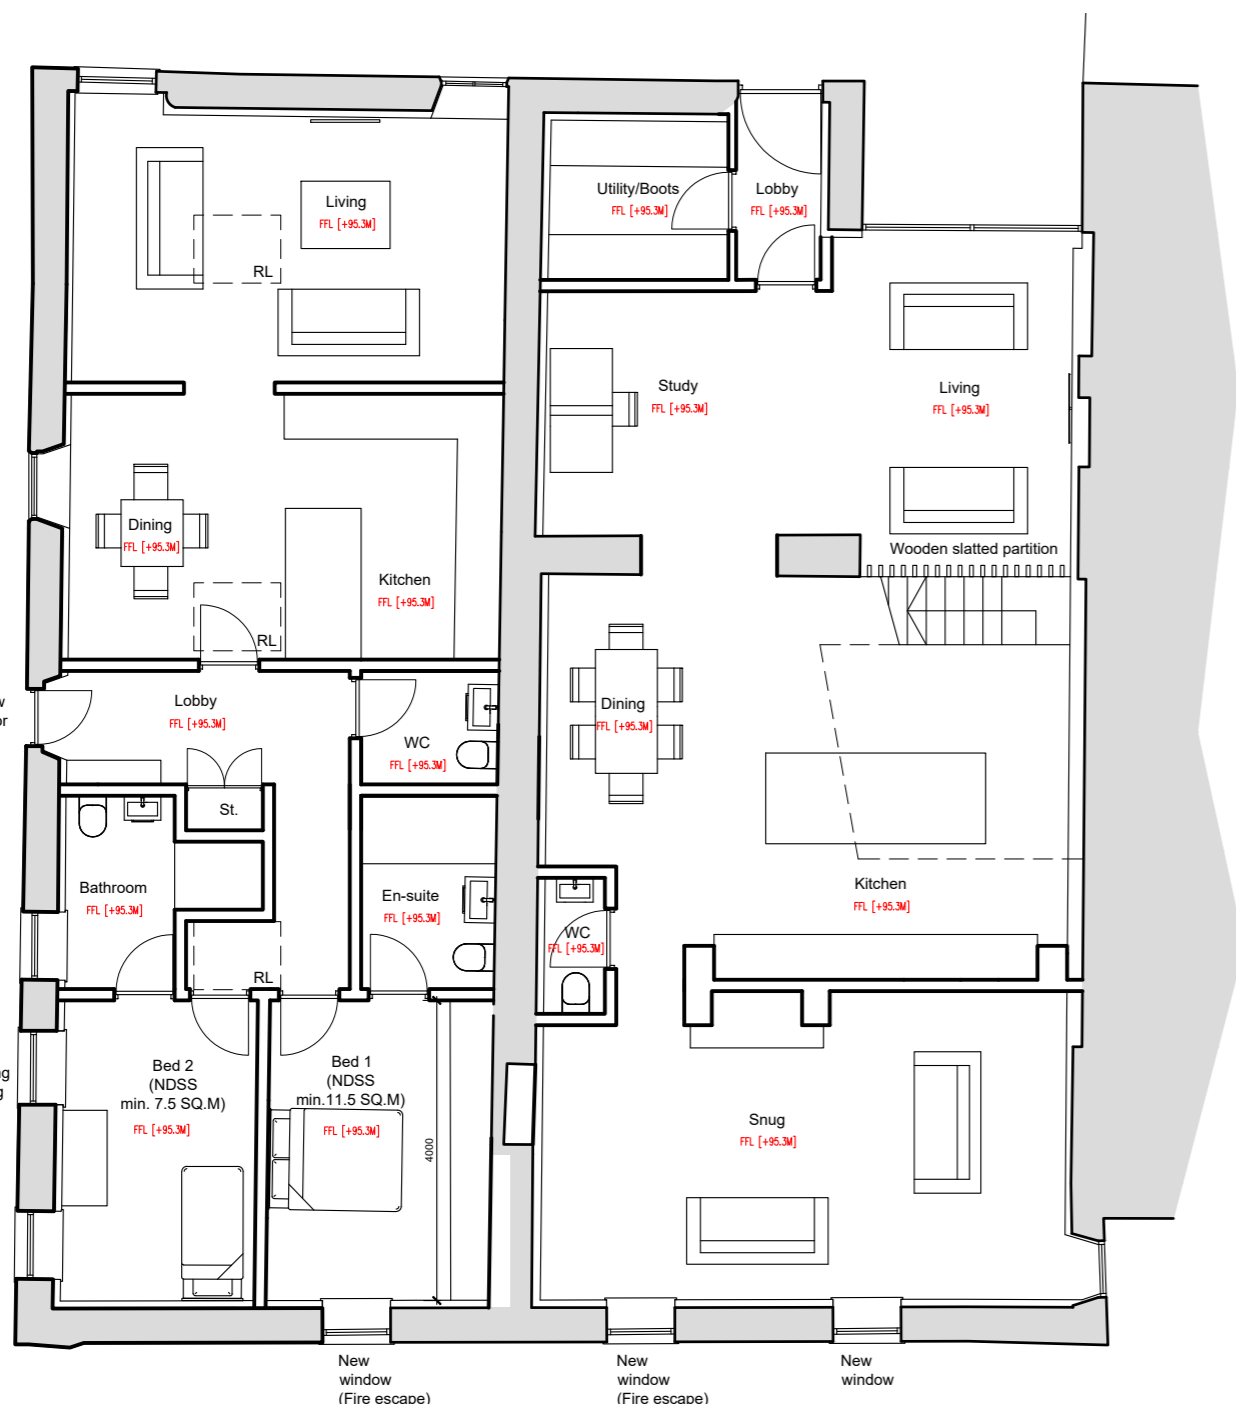 Living
FFL [+95.3M]
RL
Utility/Boots
FFL [+95.3M]
Lobby
FFL [+95.3M]
Study
FFL [+95.3M]
Living
FFL [+95.3M]
Dining
FFL [+95.3M]
Kitchen
FFL [+95.3M]
RL
Wooden slatted partition
Lobby
FFL [+95.3M]
WC
FFL [+95.3M]
Dining
FFL [+95.3M]
St.
Bathroom
FFL [+95.3M]
En-suite
FFL [+95.3M]
RL
WC
FFL [+95.3M]
Kitchen
FFL [+95.3M]
Bed 2
(NDSS
min. 7.5 SQ.M)
FFL [+95.3M]
Bed 1
(NDSS
min.11.5 SQ.M)
FFL [+95.3M]
4000
Snug
FFL [+95.3M]
New
window
(Fire escape)
New
window
(Fire escape)
New
window